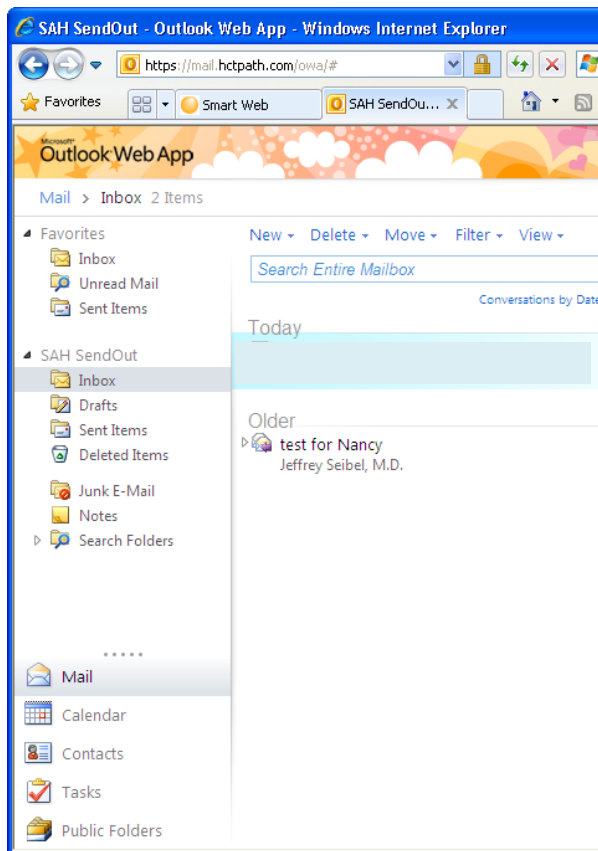 SAH SendOut - Outlook Web App - Windows Internet Explorer
https://mail.hctpath.com/owa/#
Favorites
Smart Web
SAH SendOu...
Microsoft
Outlook Web App
Mail > Inbox 2 Items
Favorites
Inbox
Unread Mail
Sent Items
SAH SendOut
Inbox
Drafts
Sent Items
Deleted Items
Junk E-Mail
Notes
Search Folders
Mail
Calendar
Contacts
Tasks
Public Folders
New Delete Move Filter View
Search Entire Mailbox
Conversations by Date
Today
Older
test for Nancy
Jeffrey Seibel, M.D.